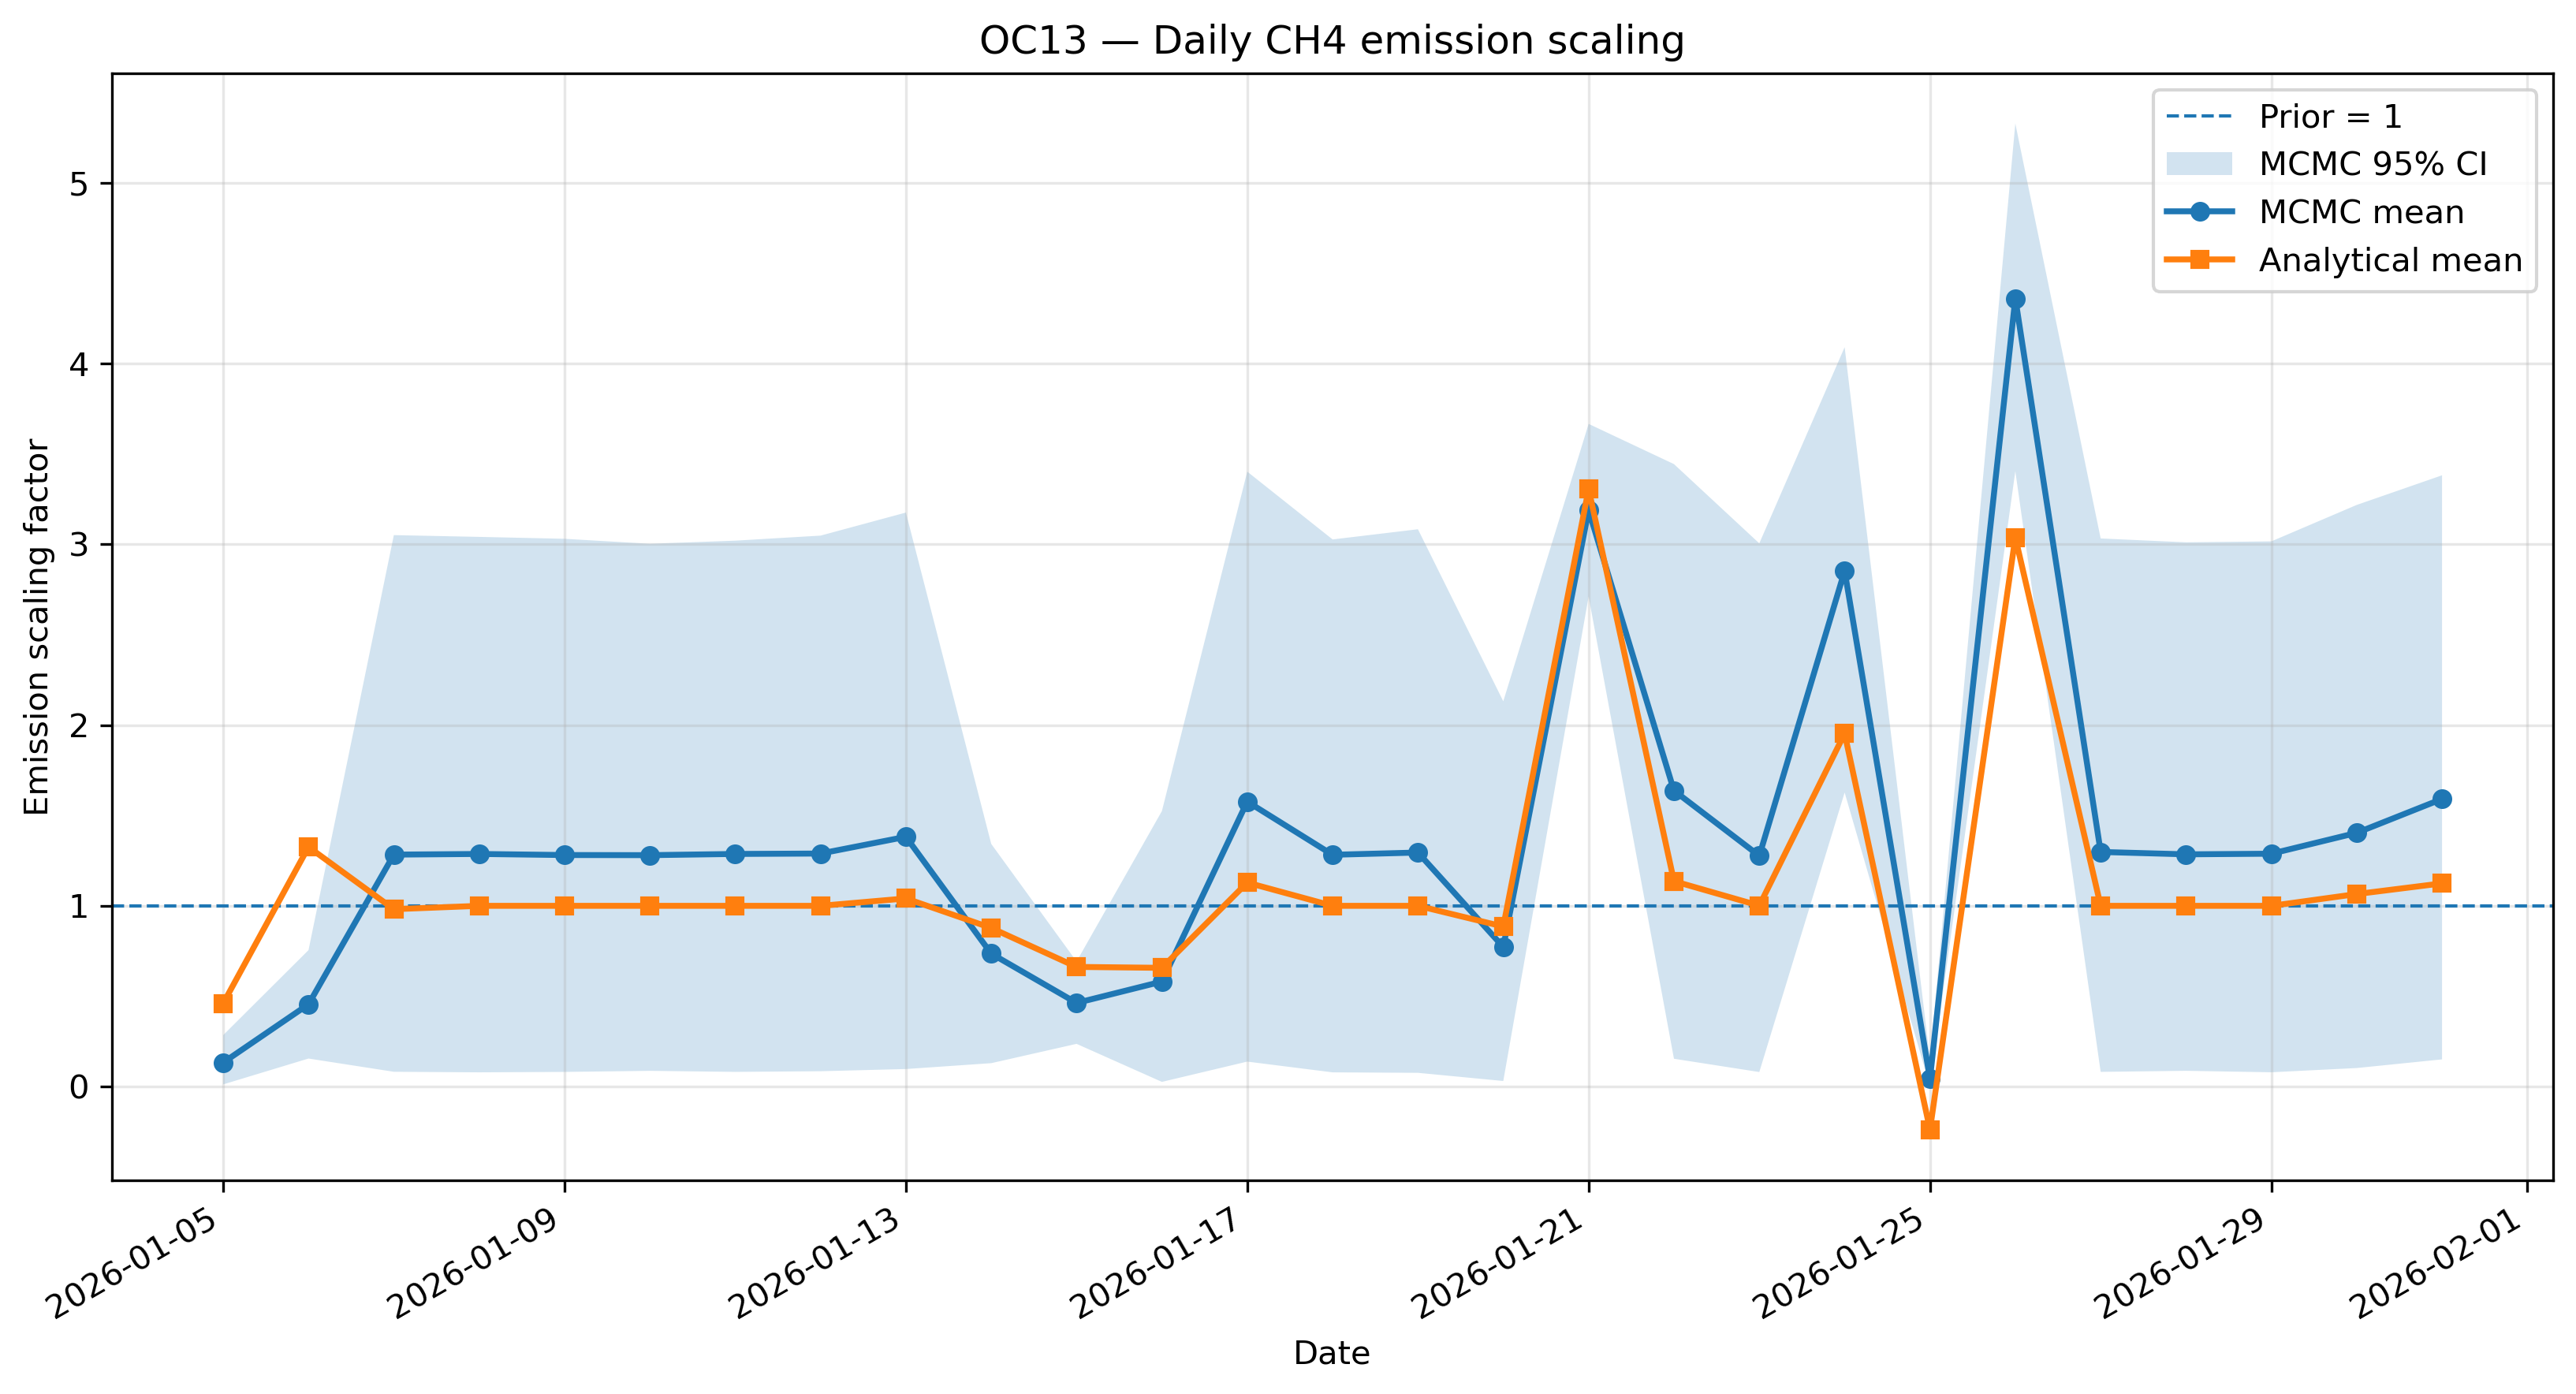 OC13 — Daily CH4 emission scaling
Prior = 1
MCMC 95% CI
MCMC mean
Analytical mean
Emission scaling factor
5
4
3
2
1
0
2026-01-05
2026-01-09
2026-01-13
2026-01-17
2026-01-21
2026-01-25
2026-01-29
2026-02-01
Date